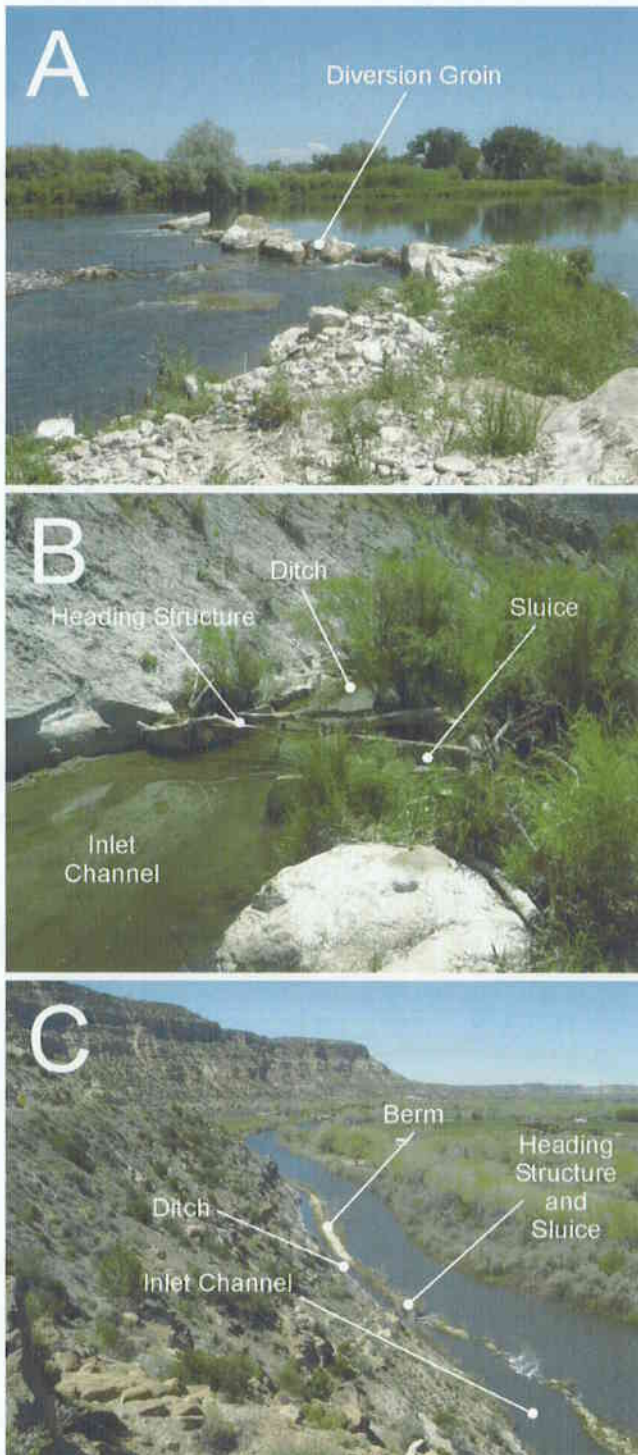 A
Diversion Groin
B
Ditch
Heading Structure
Sluice
Inlet
Channel
C
Berm
Heading
Structure
and
Sluice
Ditch
Inlet Channel